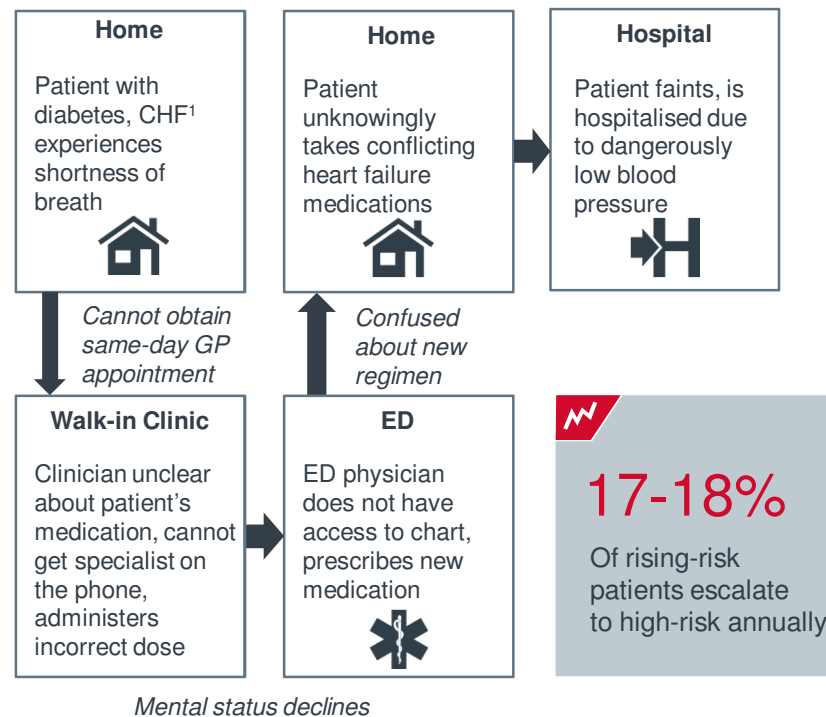 Home
Patient with
diabetes, CHF¹
experiences
shortness of
breath
Cannot obtain
same-day GP
appointment
Walk-in Clinic
Clinician unclear
about patient’s
medication, cannot
get specialist on
the phone,
administers
incorrect dose
Mental status declines
ED
ED physician
does not have
access to chart,
prescribes new
medication
Confused
about new
regimen
Home
Patient
unknowingly
takes conflicting
heart failure
medications
Hospital
Patient faints, is
hospitalised due
to dangerously
low blood
pressure
H
17-18%
Of rising-risk
patients escalate
to high-risk annually